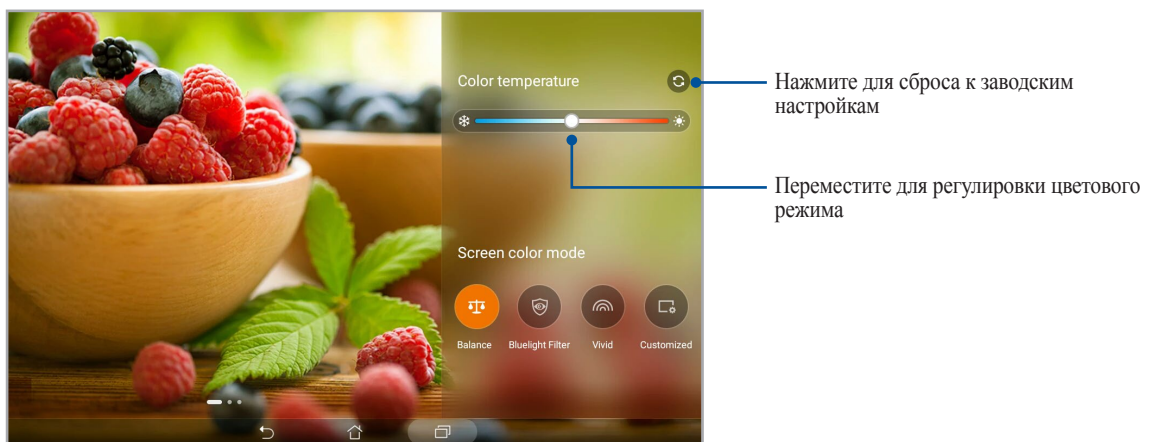 Color temperature
Нажмите для сброса к заводским
настройкам
Переместите для регулировки цветового
режима
Screen color mode
Balance
Bluelight Filter
Vivid
Customized